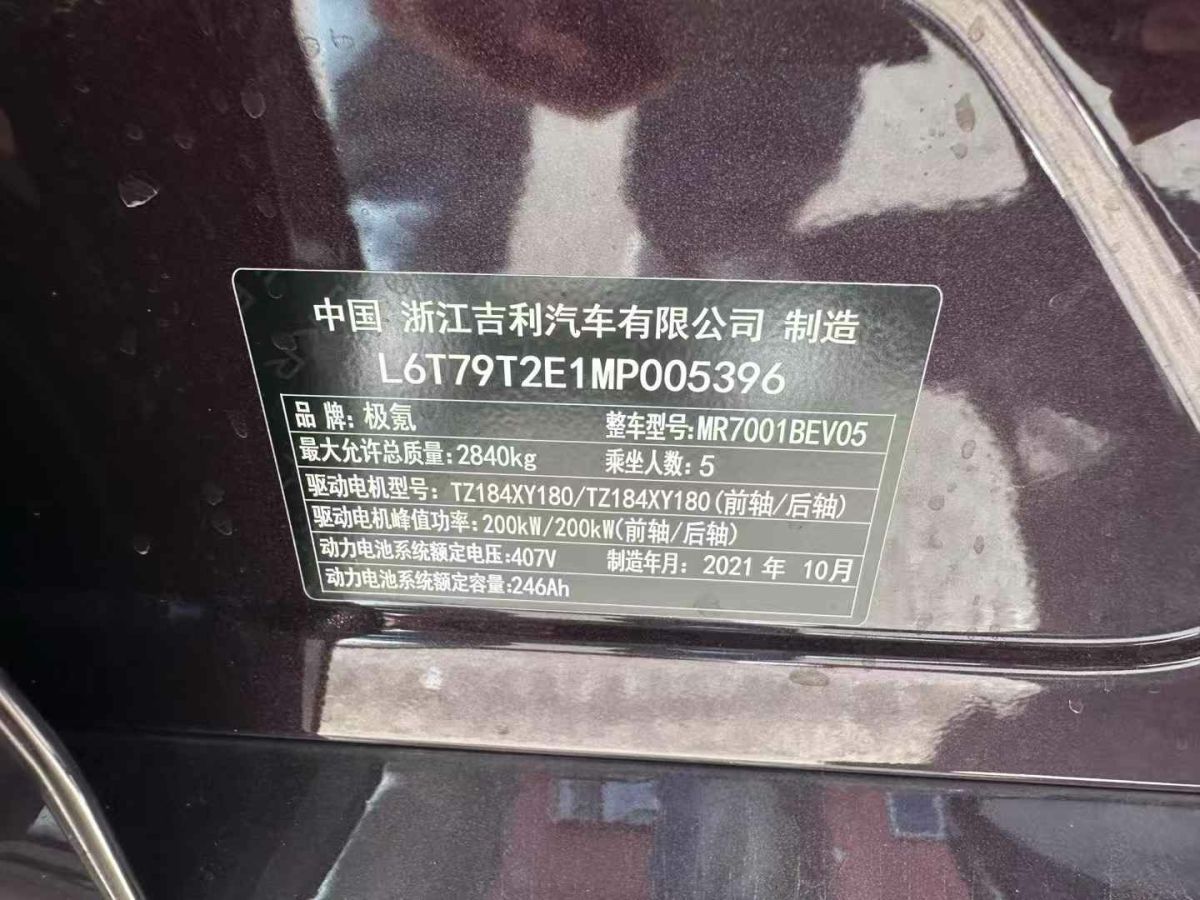 中国 浙江吉利汽车有限公司 制造
L6T79T2E1MP005396
品 牌: 极氪 整车型号: MR7001BEV05
最大允许总质量: 2840kg 乘坐人数: 5
驱动电机型号: TZ184XY180/TZ184XY180(前轴/后轴)
驱动电机峰值功率: 200kW/200kW(前轴/后轴)
动力电池系统额定电压: 407V 制造年月: 2021 年 10月
动力电池系统额定容量: 246Ah